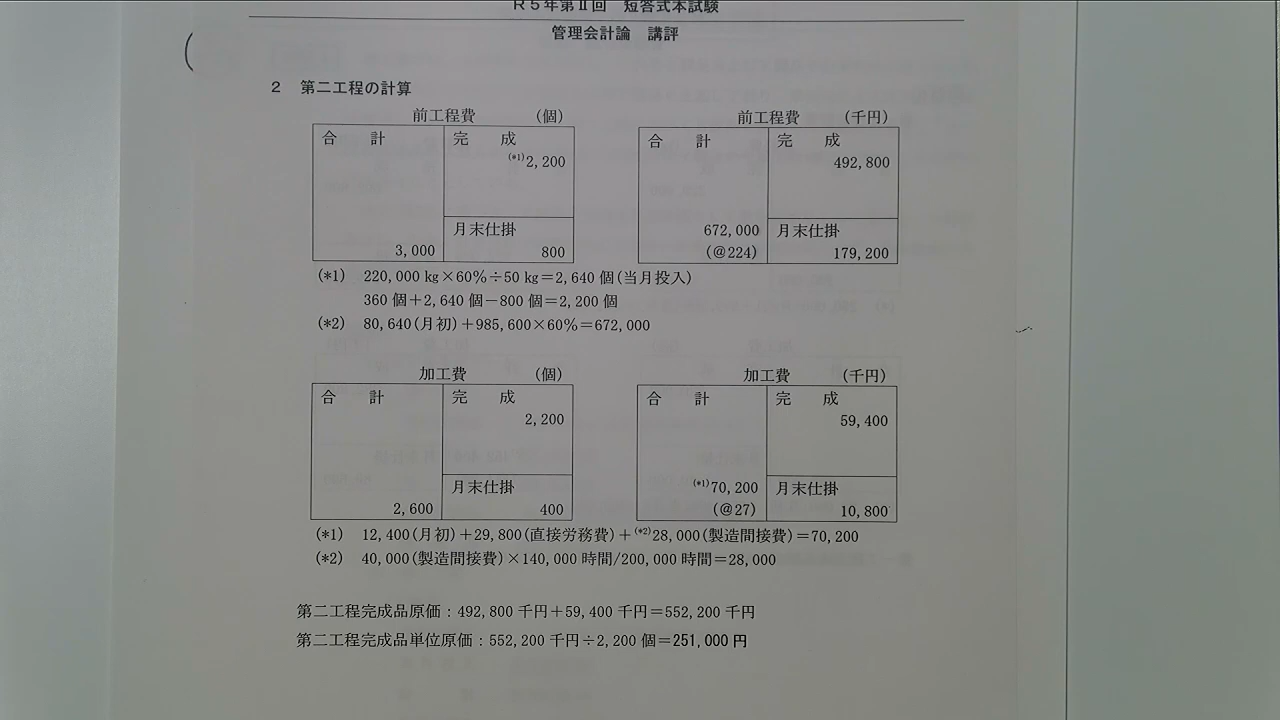 R5年第Ⅱ回 短答式本試験
管理会計論 講評
2 第二工程の計算
前工程費 (個)
合 計 完 成
(*1)2,200
月末仕掛
3,000 800
前工程費 (千円)
合 計 完 成
492,800
672,000 月末仕掛
(@224) 179,200
(*1) 220,000 kg×60%÷50 kg=2,640 個(当月投入)
360 個+2,640 個-800 個=2,200 個
(*2) 80,640(月初)+985,600×60%=672,000
加工費 (個)
合 計 完 成
2,200
月末仕掛
2,600 400
加工費 (千円)
合 計 完 成
59,400
(*1)70,200 月末仕掛
(@27) 10,800
(*1) 12,400(月初)+29,800(直接労務費)+(*2)28,000(製造間接費)=70,200
(*2) 40,000(製造間接費)×140,000 時間/200,000 時間=28,000
第二工程完成品原価:492,800 千円+59,400 千円=552,200 千円
第二工程完成品単位原価:552,200 千円÷2,200 個=251,000 円